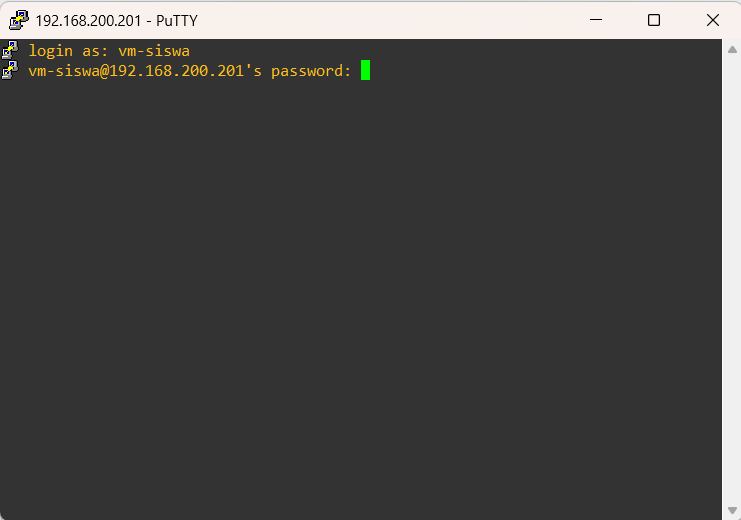 192.168.200.201 - PuTTY
login as: vm-siswa
vm-siswa@192.168.200.201's password: